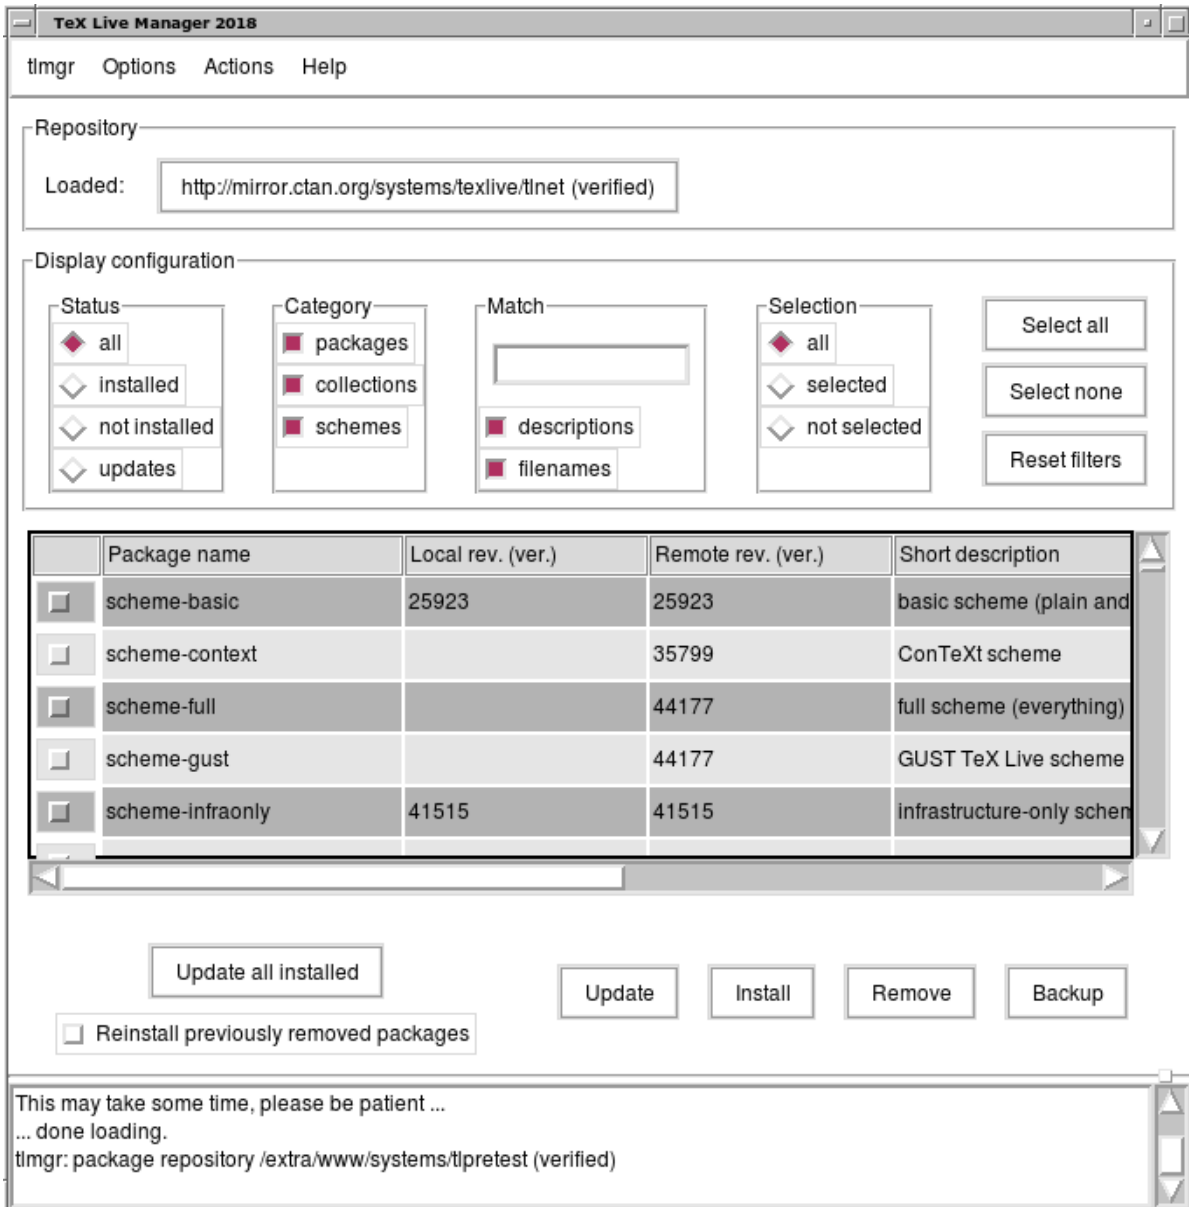 TeX Live Manager 2018
tlmgr Options Actions Help
Repository
Loaded: http://mirror.ctan.org/systems/texlive/tlnet (verified)
Display configuration
Status Category Match Selection
all packages all Select all
installed collections selected Select none
not installed schemes descriptions not selected
updates filenames Reset filters
Package name Local rev. (ver.) Remote rev. (ver.) Short description
scheme-basic 25923 25923 basic scheme (plain and
scheme-context 35799 ConTeXt scheme
scheme-full 44177 full scheme (everything)
scheme-gust 44177 GUST TeX Live scheme
scheme-infraonly 41515 41515 infrastructure-only schem
Update all installed
Update Install Remove Backup
Reinstall previously removed packages
This may take some time, please be patient ...
... done loading.
tlmgr: package repository /extra/www/systems/tlpretest (verified)